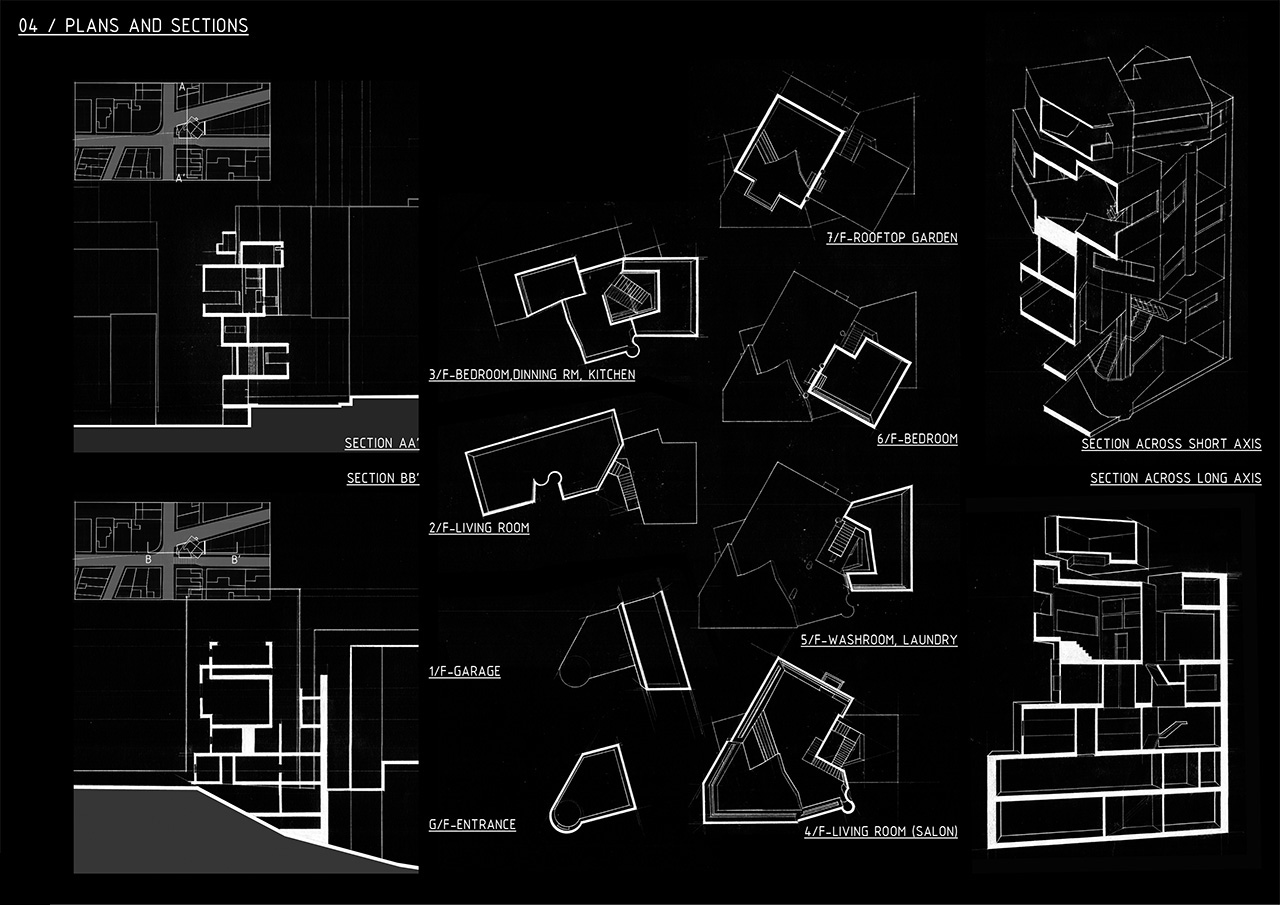 04 / PLANS AND SECTIONS
A
A'
SECTION AA'
SECTION BB'
B
B'
3/F-BEDROOM,DINNING RM, KITCHEN
2/F-LIVING ROOM
1/F-GARAGE
G/F-ENTRANCE
7/F-ROOFTOP GARDEN
6/F-BEDROOM
5/F-WASHROOM, LAUNDRY
4/F-LIVING ROOM (SALON)
SECTION ACROSS SHORT AXIS
SECTION ACROSS LONG AXIS